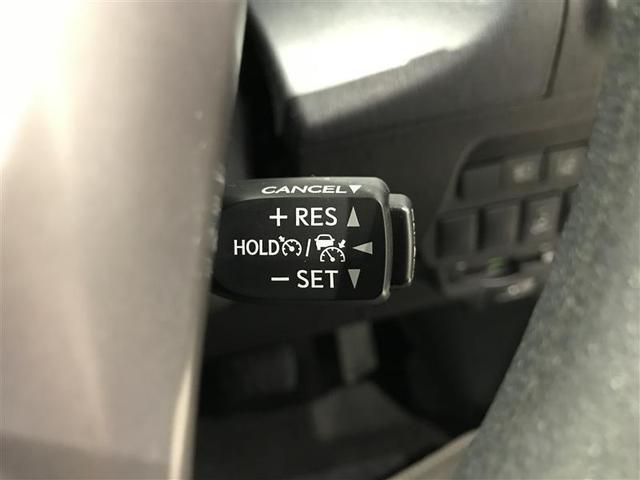 CANCEL▼
+ RES ▲
HOLD / ◀
− SET ▼